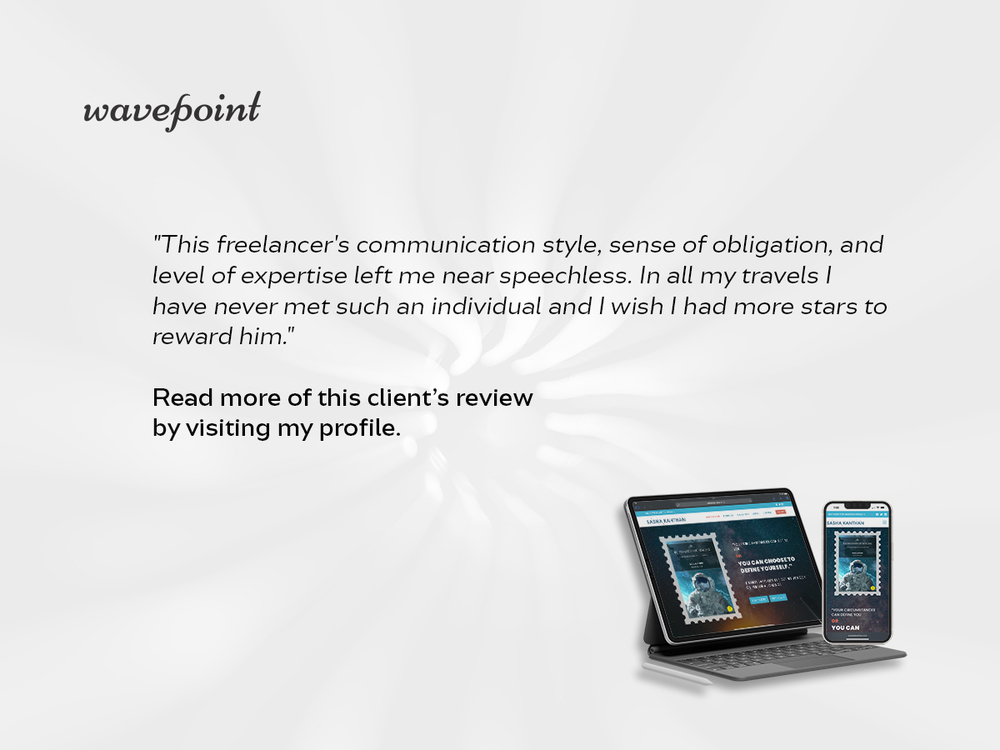 wavepoint
"This freelancer's communication style, sense of obligation, and
level of expertise left me near speechless. In all my travels I
have never met such an individual and I wish I had more stars to
reward him."
Read more of this client’s review
by visiting my profile.
SASHA KANTHAN
YOU CAN CHOOSE TO
DEFINE YOURSELF."
SASHA KANTHAN
"YOUR CIRCUMSTANCES
CAN DEFINE YOU
OR
YOU CAN